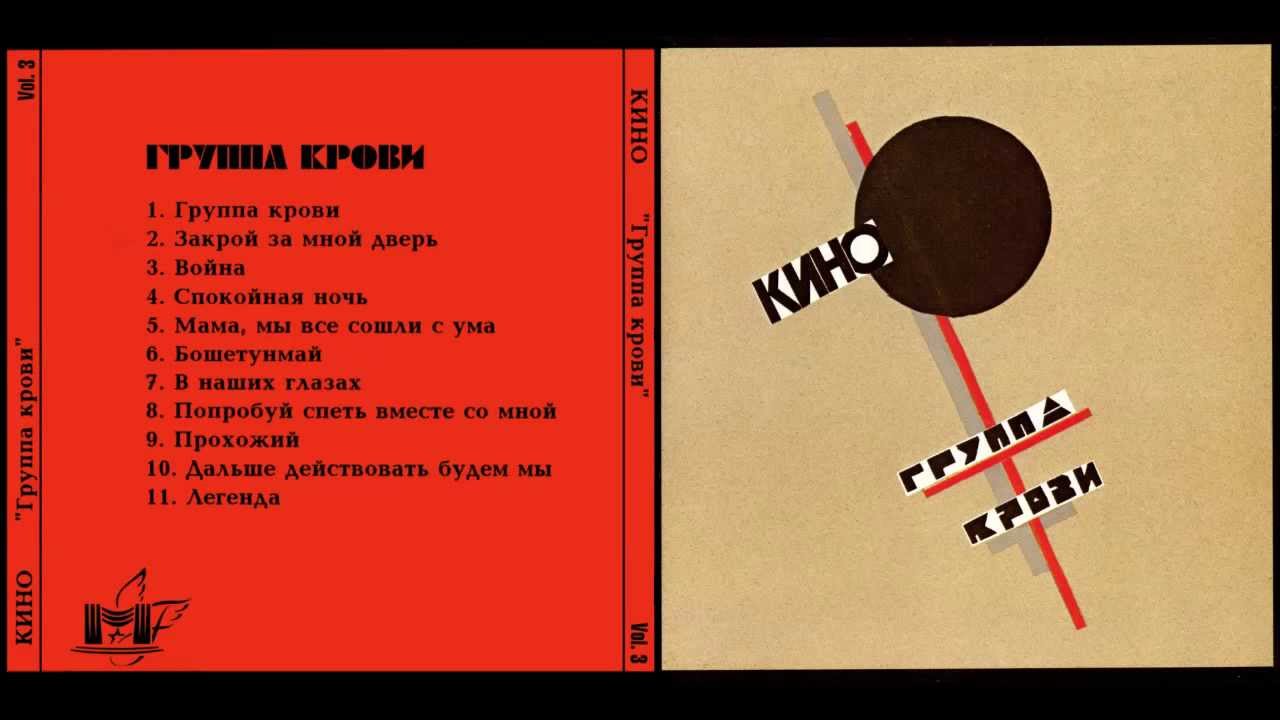 Vol. 3
"Группа крови"
КИНО
ГРУППА КРОВИ
1. Группа крови
2. Закрой за мной дверь
3. Война
4. Спокойная ночь
5. Мама, мы все сошли с ума
6. Бошетунмай
7. В наших глазах
8. Попробуй спеть вместе со мной
9. Прохожий
10. Дальше действовать будем мы
11. Легенда
КИНО
"Группа крови"
Vol. 3
КИНО
ГРУППА
КРОВИ